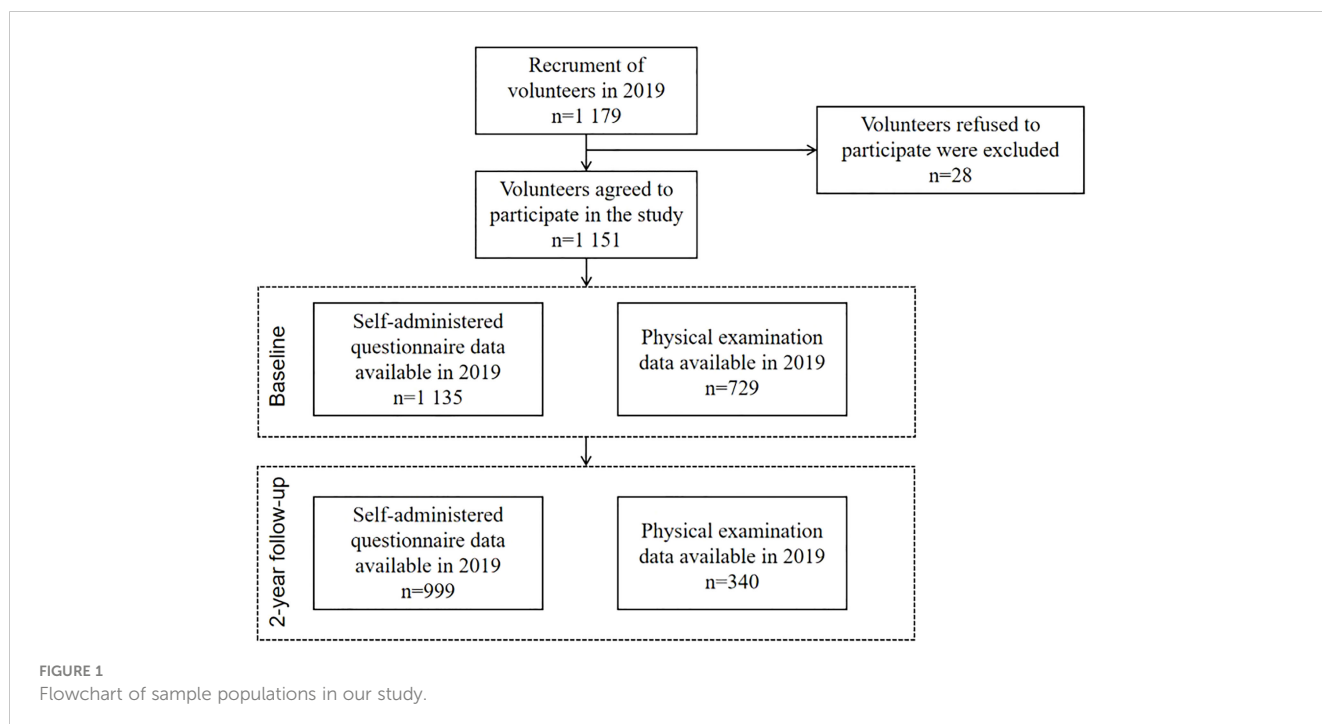 Recrument of
volunteers in 2019
n=1 179
Volunteers refused to
participate were excluded
n=28
Volunteers agreed to
participate in the study
n=1 151
Baseline
Self-administered
questionnaire data
available in 2019
n=1 135
Physical examination
data available in 2019
n=729
2-year follow-up
Self-administered
questionnaire data
available in 2019
n=999
Physical examination
data available in 2019
n=340
FIGURE 1
Flowchart of sample populations in our study.